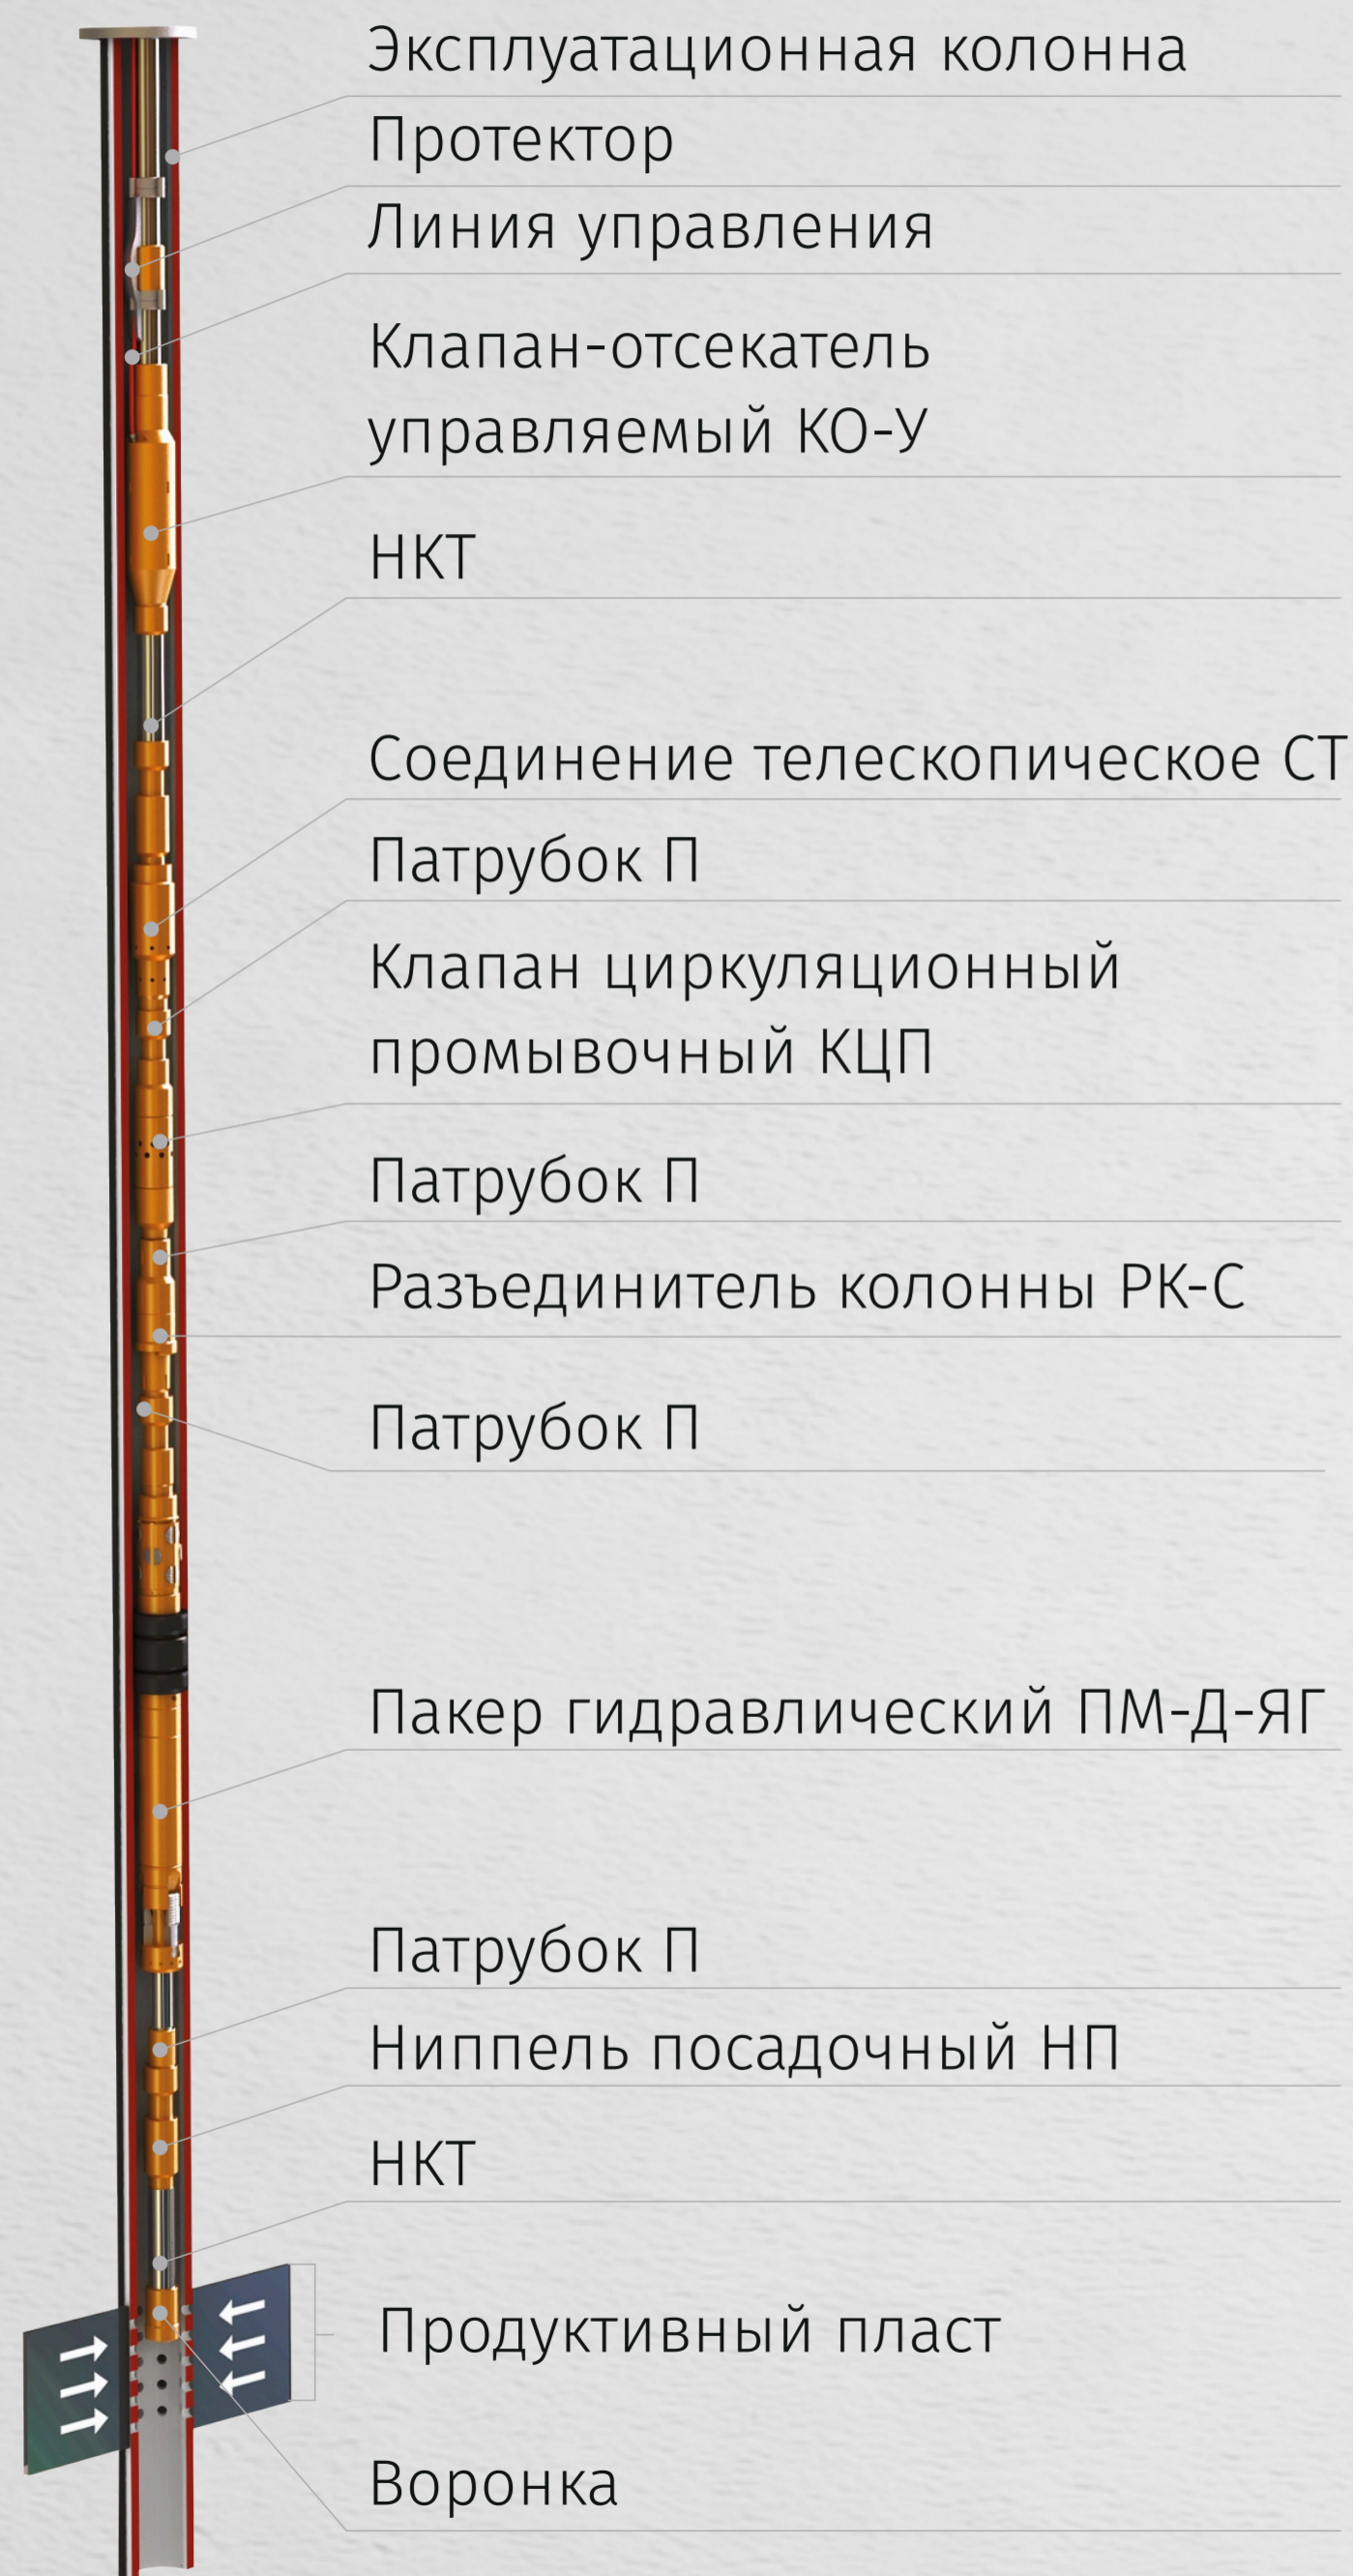 Эксплуатационная колонна
Протектор
Линия управления
Клапан-отсекатель
управляемый КО-У
НКТ
Соединение телескопическое СТ
Патрубок П
Клапан циркуляционный
промывочный КЦП
Патрубок П
Разъединитель колонны РК-С
Патрубок П
Пакер гидравлический ПМ-Д-ЯГ
Патрубок П
Ниппель посадочный НП
НКТ
Продуктивный пласт
Воронка